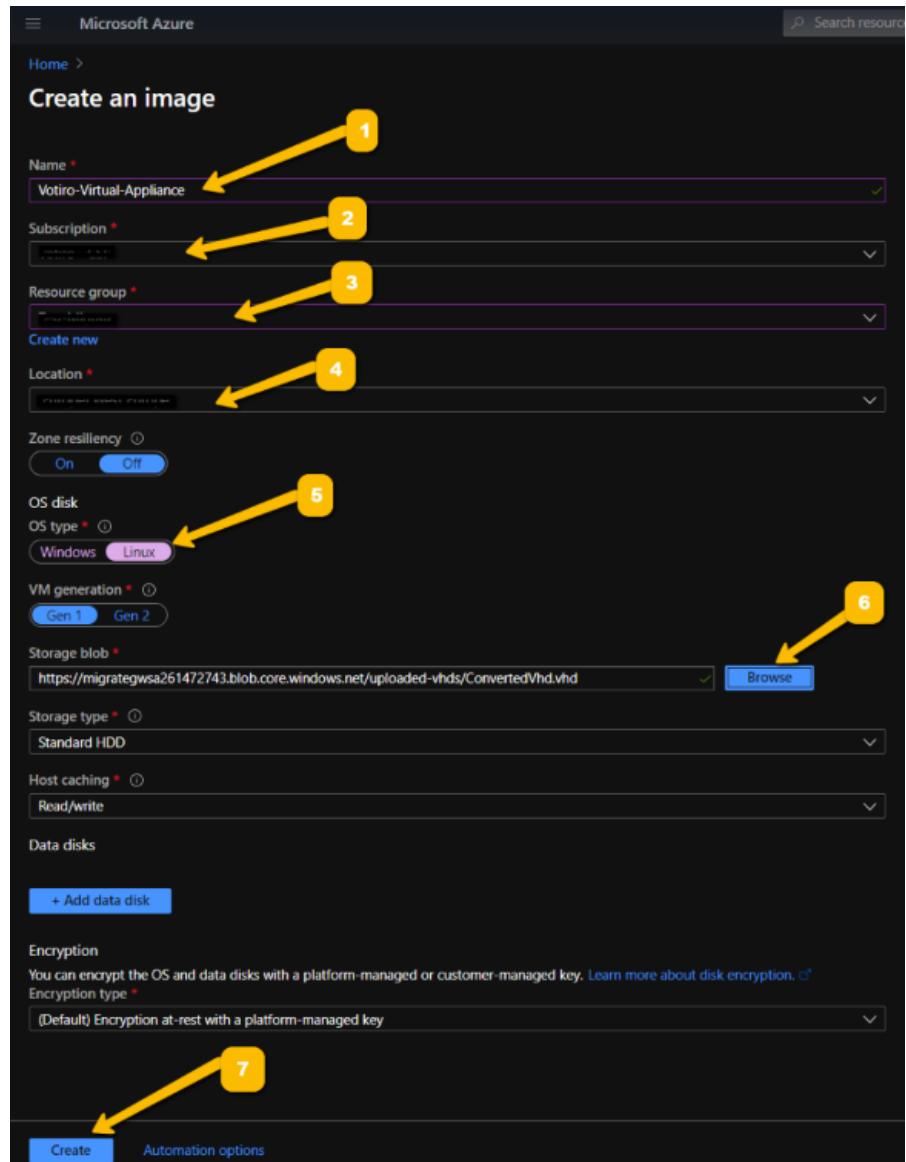 Microsoft Azure
Search resourc
Home >
Create an image
1
Name *
Votiro-Virtual-Appliance
2
Subscription *
3
Resource group *
Create new
4
Location *
Zone resiliency
On Off
5
OS disk
OS type *
Windows Linux
VM generation *
Gen 1 Gen 2
6
Storage blob *
https://migrategwsa261472743.blob.core.windows.net/uploaded-vhds/ConvertedVhd.vhd Browse
Storage type *
Standard HDD
Host caching *
Read/write
Data disks
+ Add data disk
Encryption
You can encrypt the OS and data disks with a platform-managed or customer-managed key. Learn more about disk encryption.
Encryption type *
(Default) Encryption at-rest with a platform-managed key
7
Create Automation options